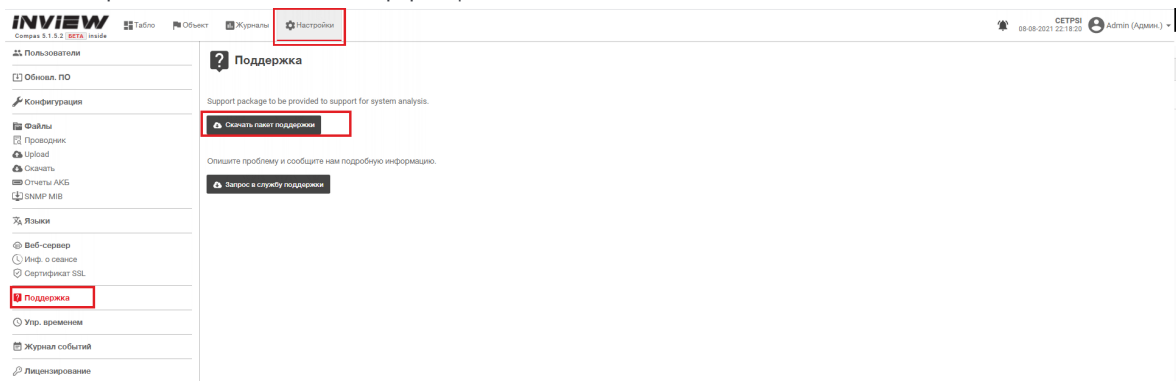 iNViEW
Compas 5.1.5.2 BETA inside
Табло
Объект
Журналы
Настройки
CETPSI
08-08-2021 22:18:20
Admin (Админ.)
Пользователи
Обновл. ПО
Конфигурация
Файлы
Проводник
Upload
Скачать
Отчеты АКБ
SNMP MIB
Языки
Веб-сервер
Инф. о сеансе
Сертификат SSL
Поддержка
Упр. временем
Журнал событий
Лицензирование
Поддержка
Support package to be provided to support for system analysis.
Скачать пакет поддержки
Опишите проблему и сообщите нам подробную информацию.
Запрос в службу поддержки